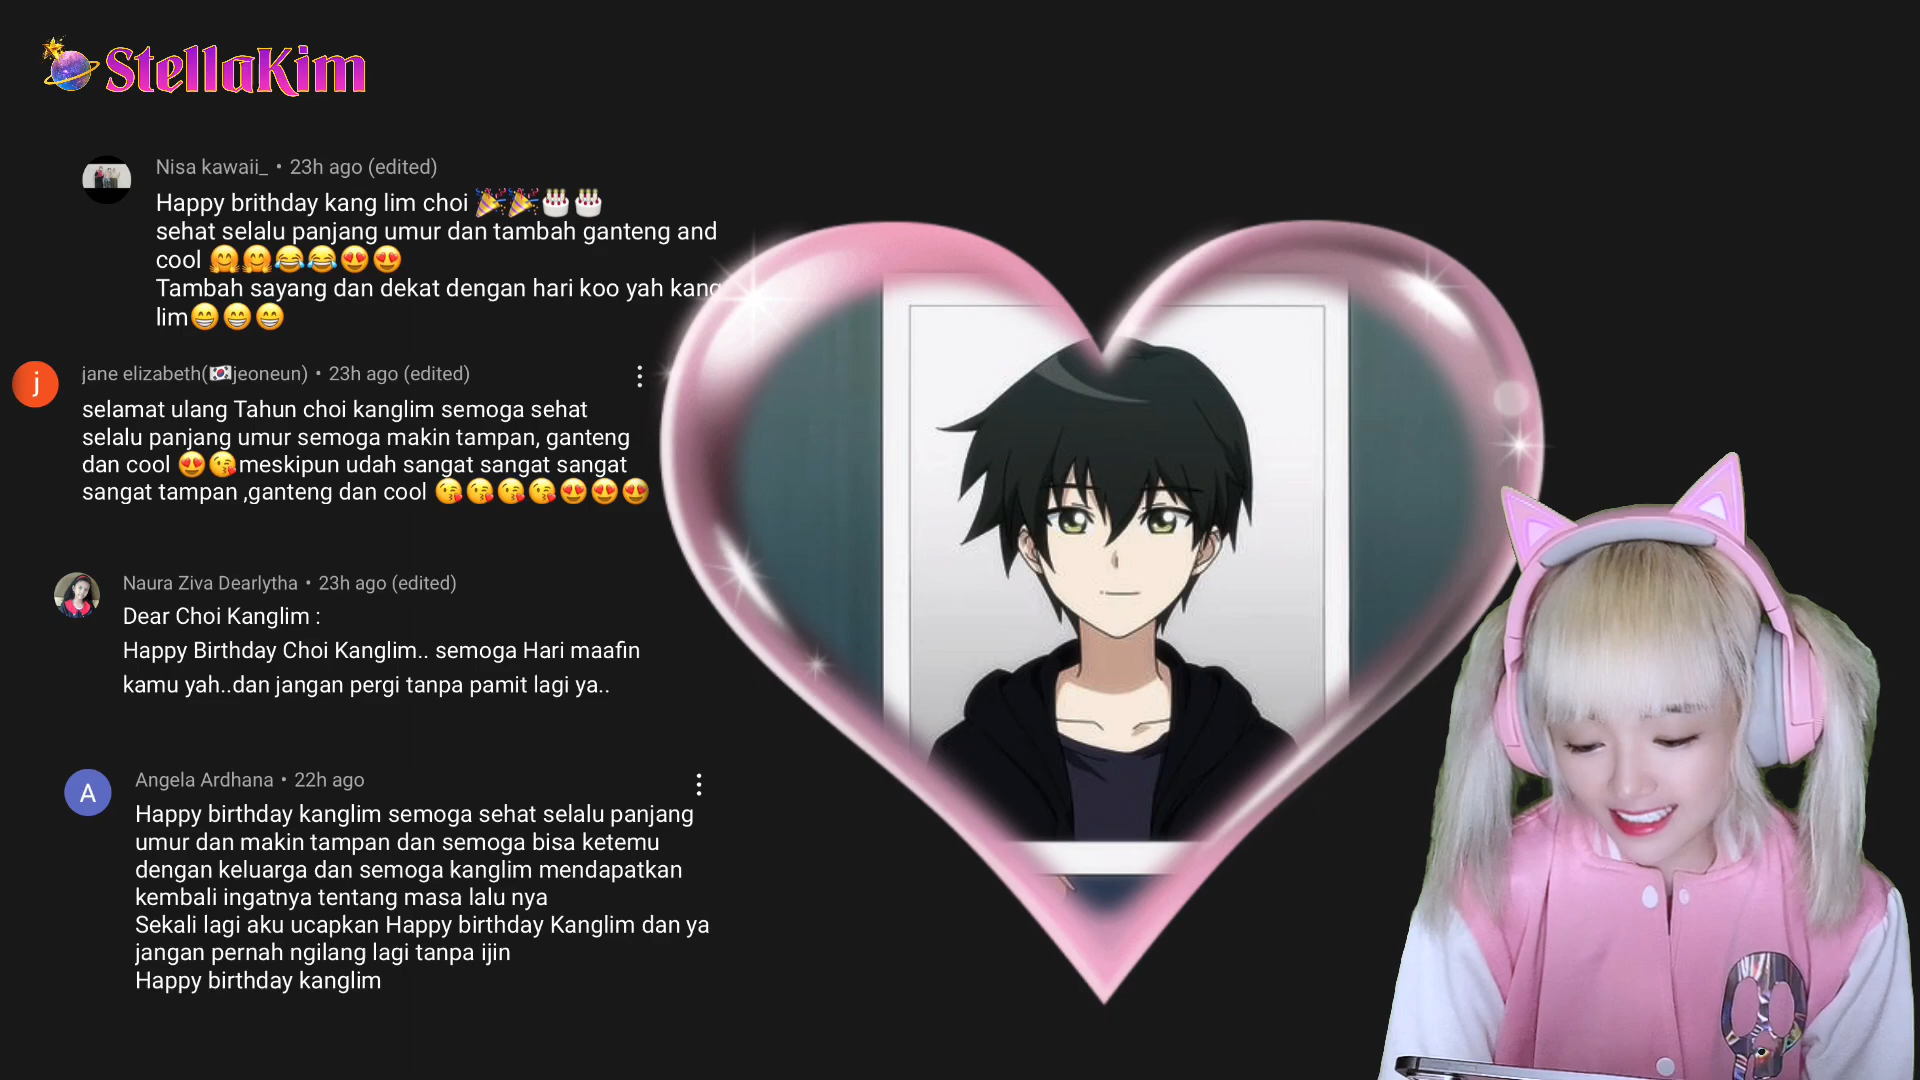 StellaKim
Nisa kawaii_ • 23h ago (edited)
Happy brithday kang lim choi 🎉🎉🎂🎂
sehat selalu panjang umur dan tambah ganteng and
cool 🤗🤗😂😂😍😍
Tambah sayang dan dekat dengan hari koo yah kang
lim😁😁😁
j
jane elizabeth(🇰🇷jeoneun) • 23h ago (edited)
selamat ulang Tahun choi kanglim semoga sehat
selalu panjang umur semoga makin tampan, ganteng
dan cool 😍😘meskipun udah sangat sangat sangat
sangat tampan ,ganteng dan cool 😘😘😘😘😍😍😍
Naura Ziva Dearlytha • 23h ago (edited)
Dear Choi Kanglim :
Happy Birthday Choi Kanglim.. semoga Hari maafin
kamu yah..dan jangan pergi tanpa pamit lagi ya..
A
Angela Ardhana • 22h ago
Happy birthday kanglim semoga sehat selalu panjang
umur dan makin tampan dan semoga bisa ketemu
dengan keluarga dan semoga kanglim mendapatkan
kembali ingatnya tentang masa lalu nya
Sekali lagi aku ucapkan Happy birthday Kanglim dan ya
jangan pernah ngilang lagi tanpa ijin
Happy birthday kanglim